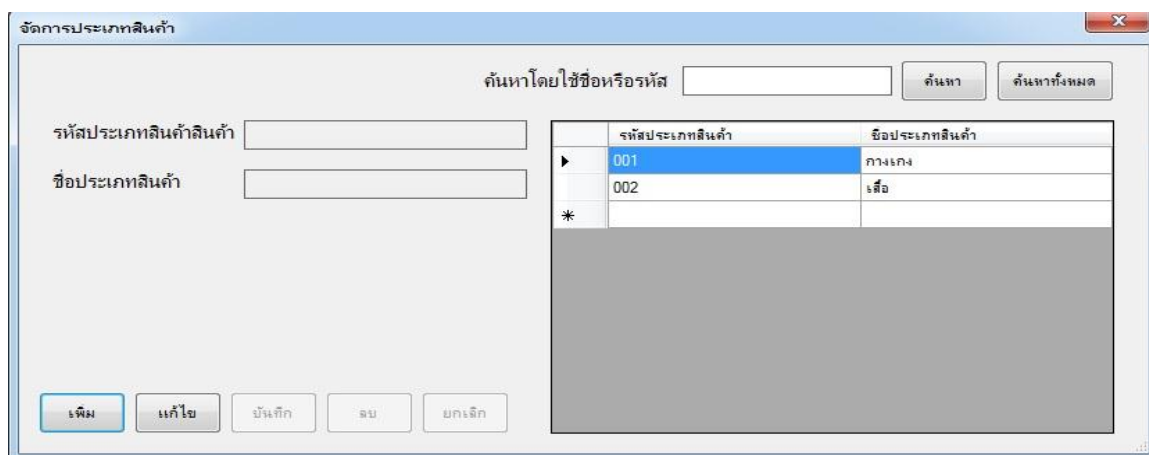 จัดการประเภทสินค้า
ค้นหาโดยใช้ชื่อหรือรหัส ค้นหา ค้นหาทั้งหมด
รหัสประเภทสินค้าสินค้า
ชื่อประเภทสินค้า
รหัสประเภทสินค้า ชื่อประเภทสินค้า
001 กางเกง
002 เสื้อ
เพิ่ม แก้ไข บันทึก ลบ ยกเลิก